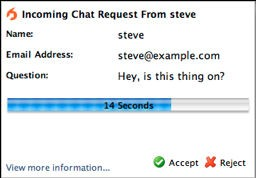 Incoming Chat Request From steve
Name: steve
Email Address: steve@example.com
Question: Hey, is this thing on?
14 Seconds
Accept Reject
View more information...